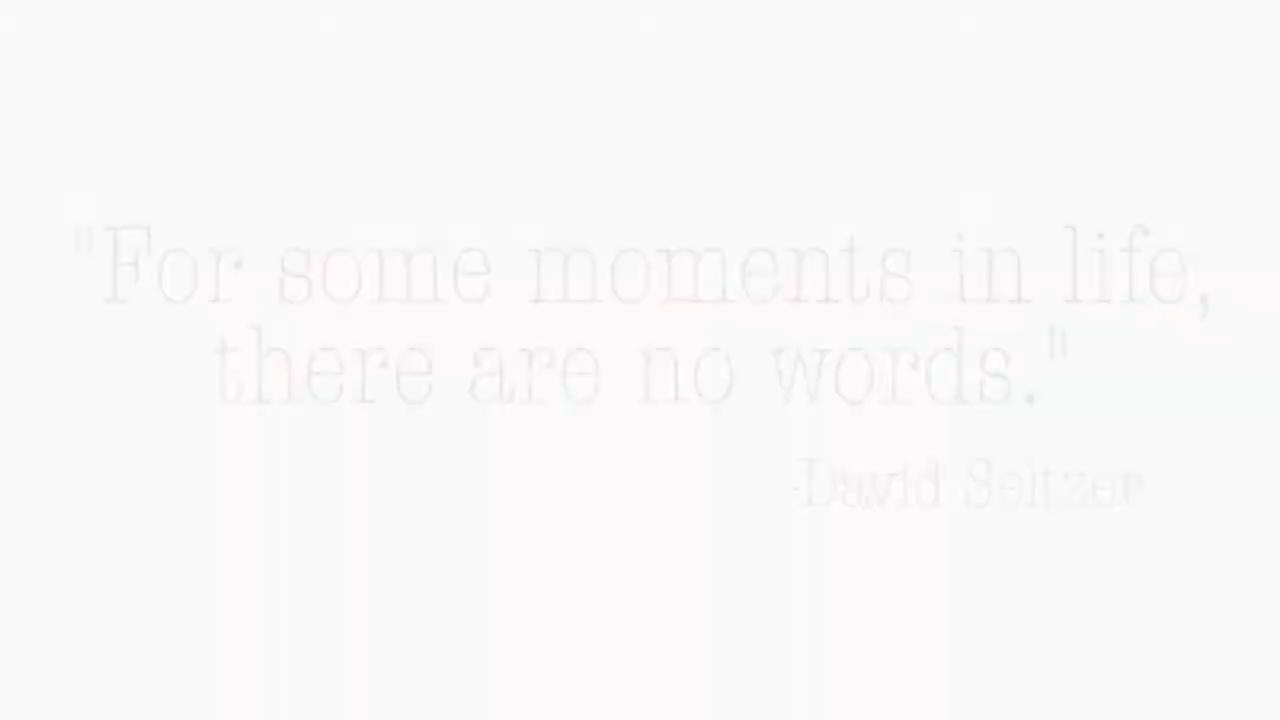 "For some moments in life,
there are no words."
-David Seltzer